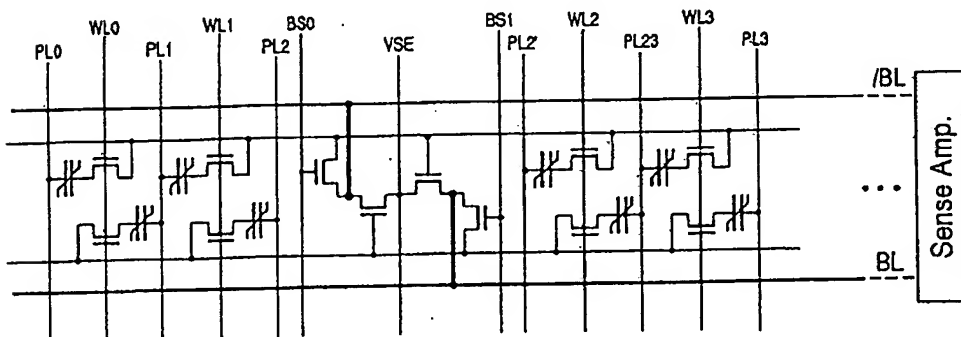 WL0 WL1 BS0 BS1 WL2 WL3
PL0 PL1 PL2 VSE PL2' PL23 PL3
/BL
BL
Sense Amp.